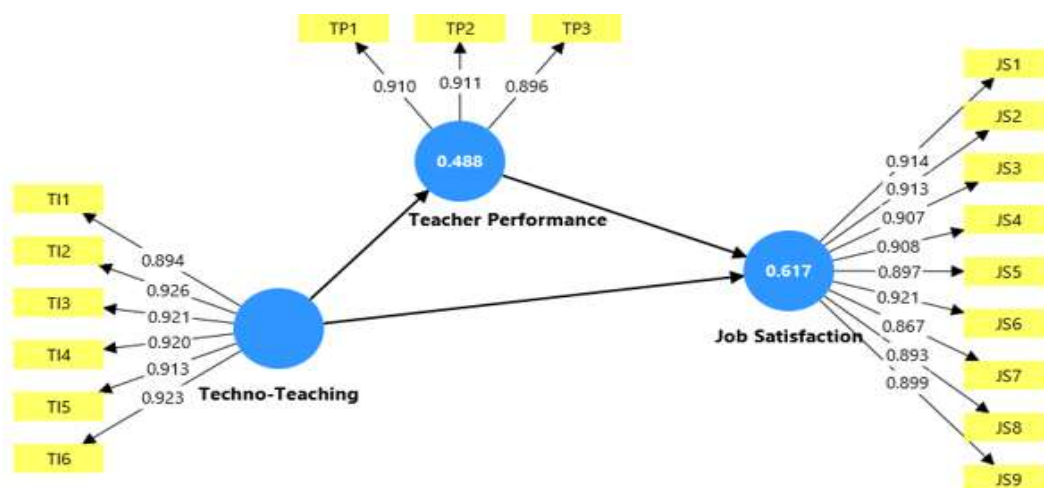 TP1 TP2 TP3
0.910 0.911 0.896
0.488
Teacher Performance
TI1
TI2
TI3
TI4
TI5
TI6
0.894
0.926
0.921
0.920
0.913
0.923
Techno-Teaching
0.617
Job Satisfaction
0.914
0.913
0.907
0.908
0.897
0.921
0.867
0.893
0.899
JS1
JS2
JS3
JS4
JS5
JS6
JS7
JS8
JS9